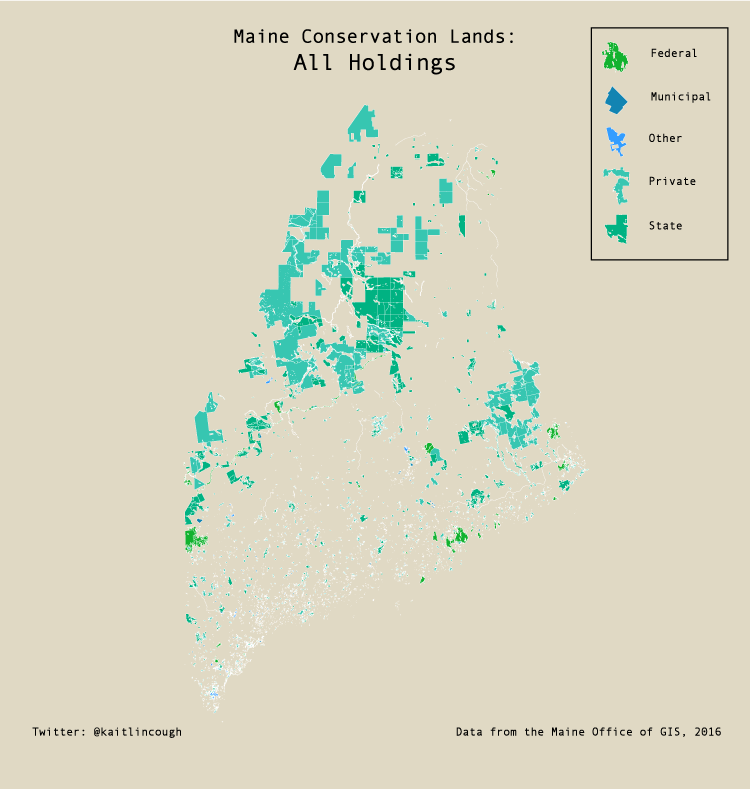 Maine Conservation Lands:
All Holdings
Federal
Municipal
Other
Private
State
Twitter: @kaitlincough
Data from the Maine Office of GIS, 2016